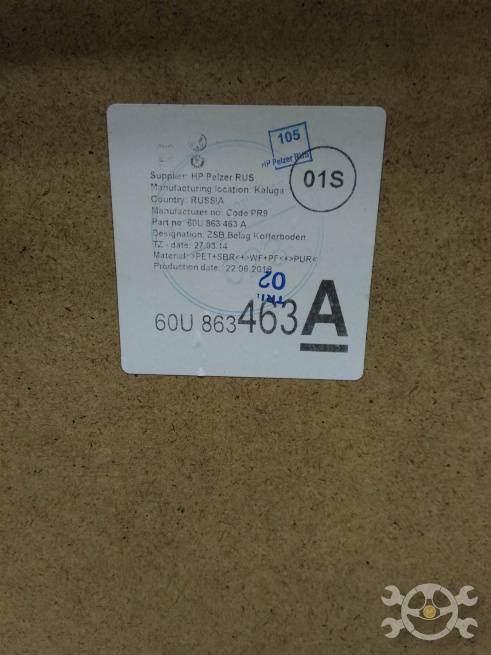 105
HP Pelzer RUS
01S
Supplier: HP Pelzer RUS
Manufacturing location: Kaluga
Country: RUSSIA
Manufacturer no: Code PR9
Part no: 60U 863 463 A
Designation: ZSB Belag Kofferboden
TZ - date: 27.03.14
Material: >PET+SBR<+>WF+PF<+>PUR<
Production date: 22.06.2018
02
60U 863 463 A